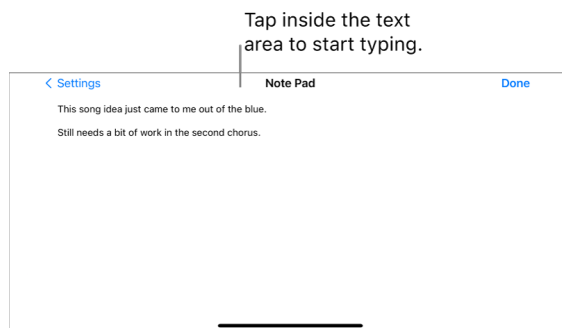 Tap inside the text
area to start typing.
Settings Note Pad Done
This song idea just came to me out of the blue.
Still needs a bit of work in the second chorus.